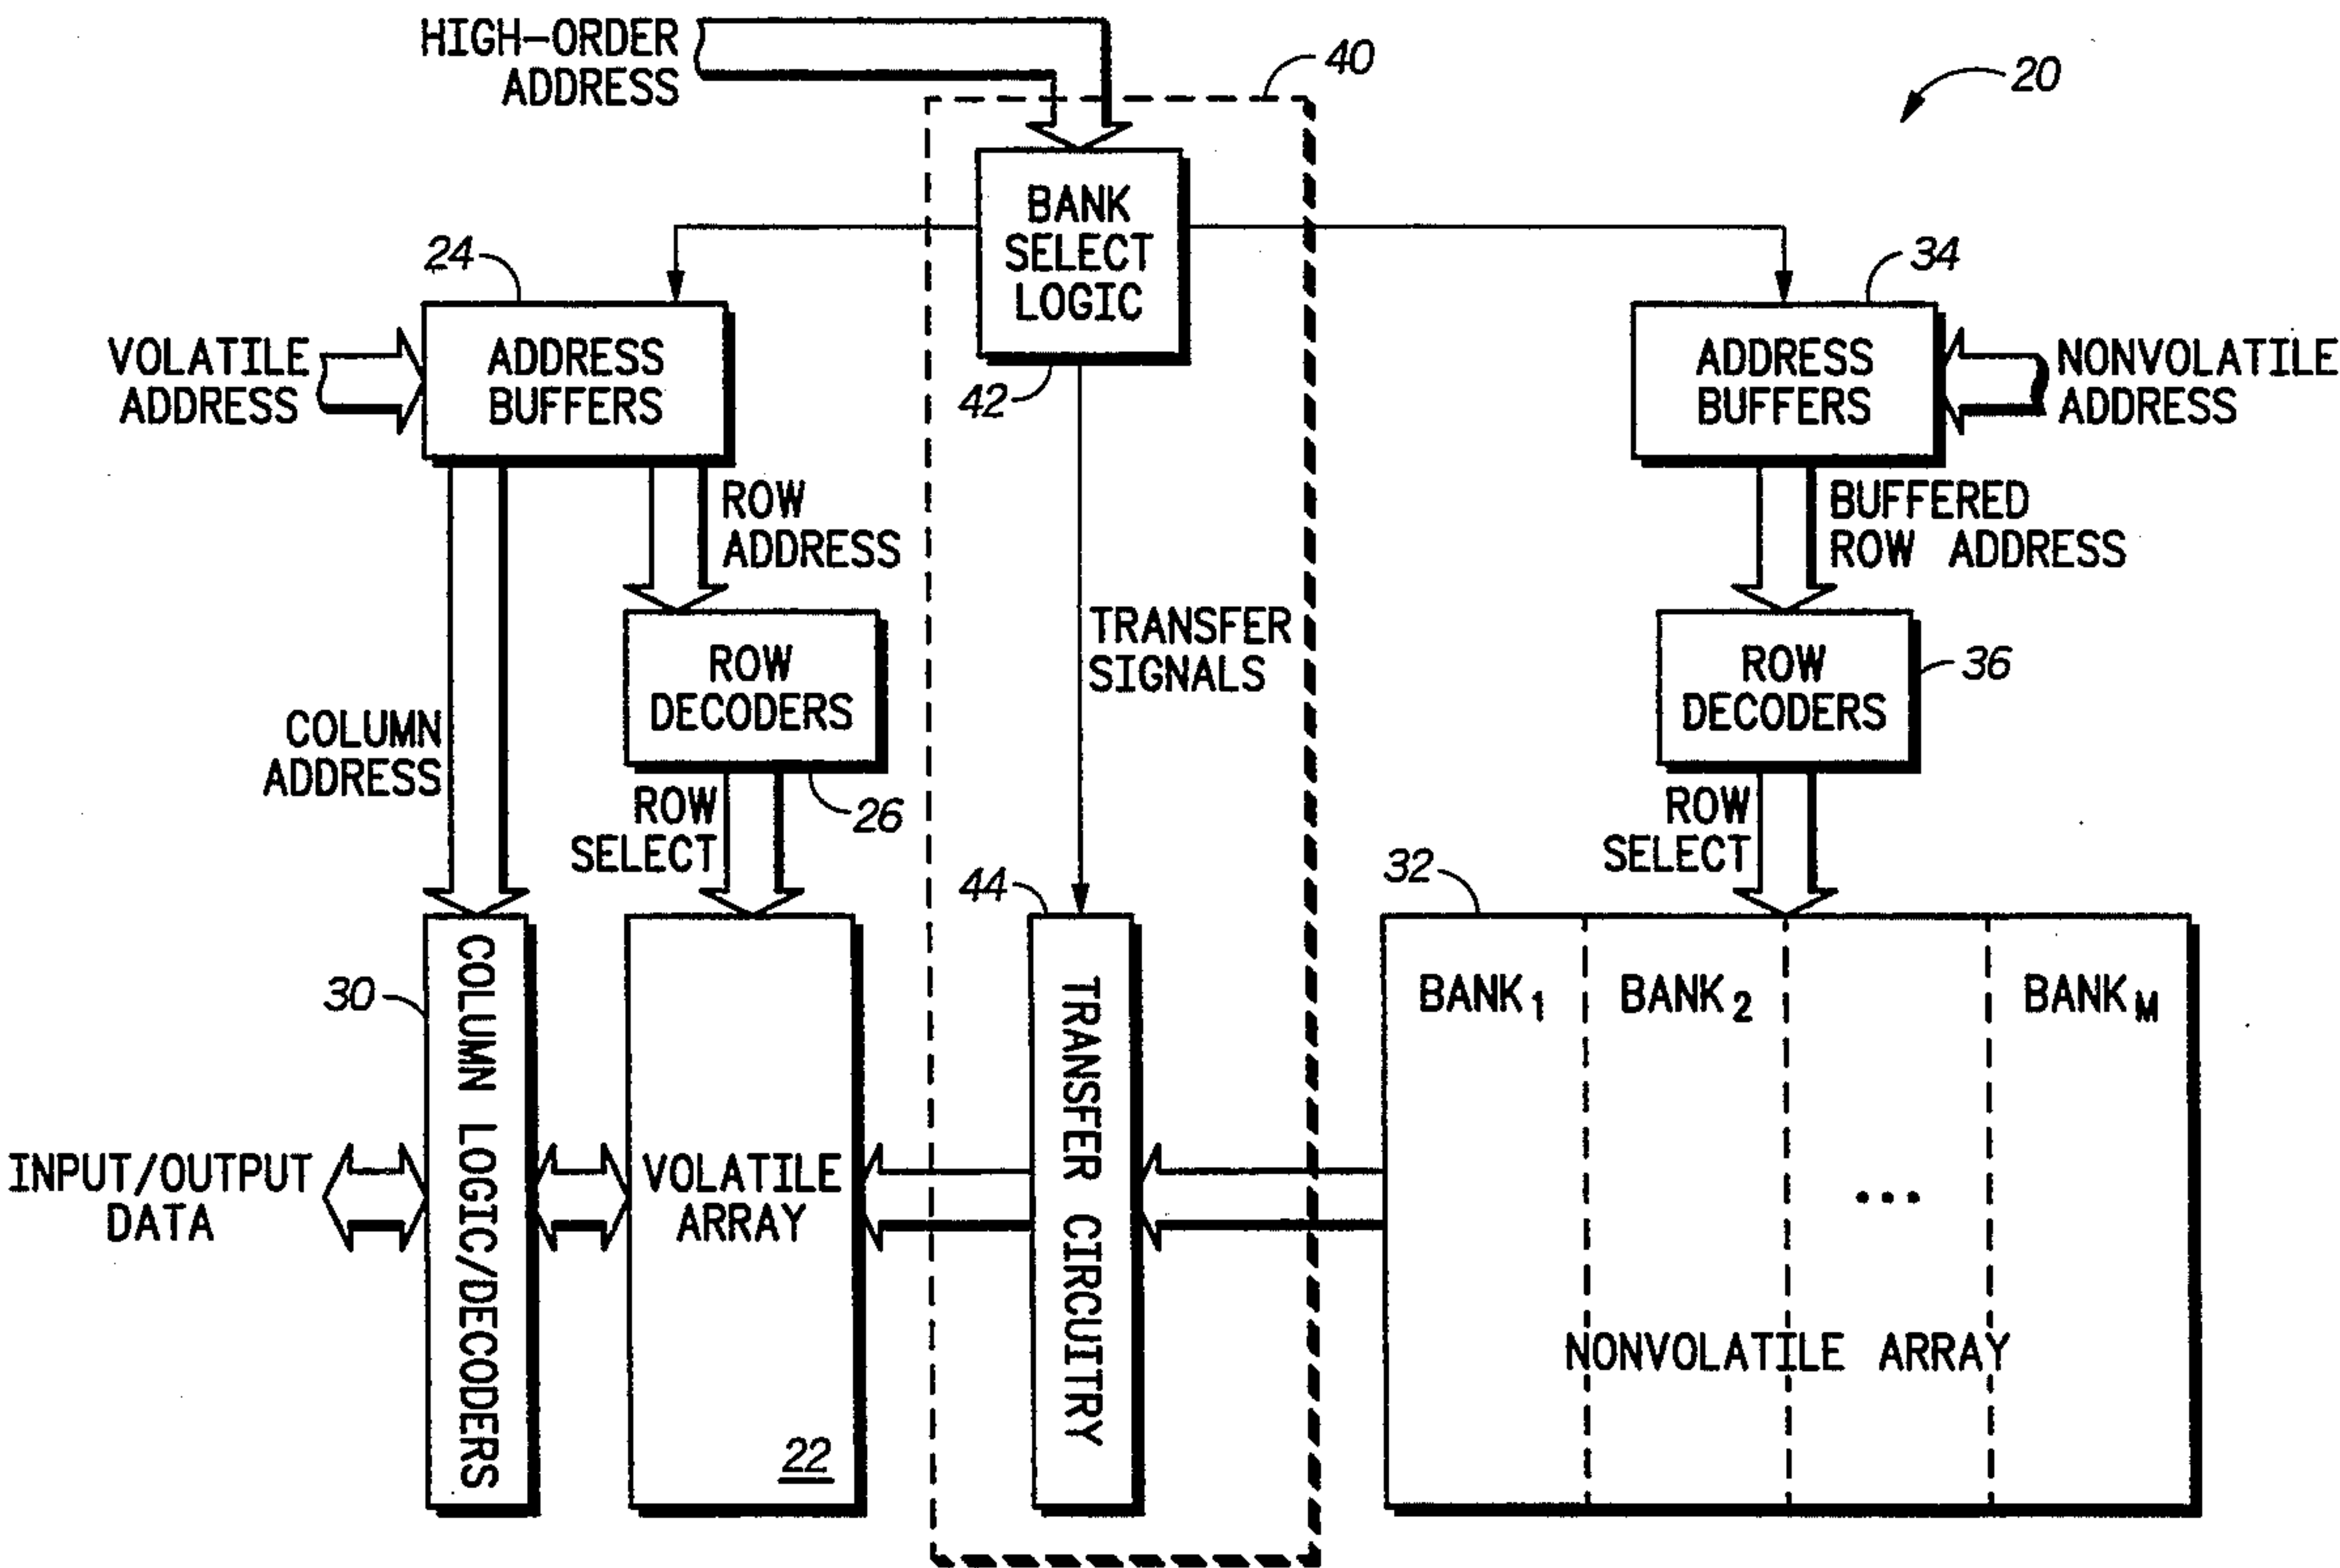 HIGH-ORDER
ADDRESS
40
20
BANK
SELECT
LOGIC
42
24
34
VOLATILE
ADDRESS
ADDRESS
BUFFERS
ADDRESS
BUFFERS
NONVOLATILE
ADDRESS
ROW
ADDRESS
BUFFERED
ROW ADDRESS
TRANSFER
SIGNALS
ROW
DECODERS
26
ROW
DECODERS
36
COLUMN
ADDRESS
ROW
SELECT
ROW
SELECT
44
32
30
COLUMN LOGIC/DECODERS
VOLATILE
ARRAY
22
TRANSFER CIRCUITRY
BANK1
BANK2
BANKM
...
NONVOLATILE ARRAY
INPUT/OUTPUT
DATA